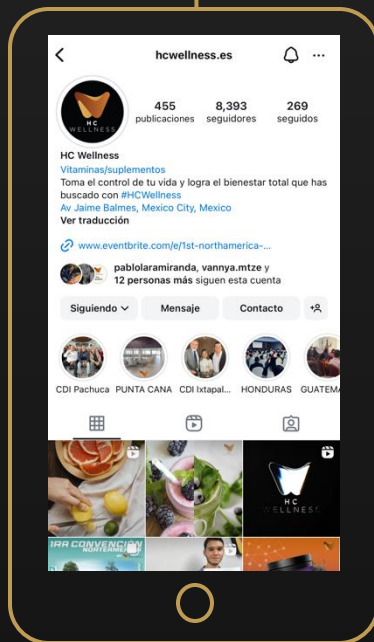 hcwellness.es
HC
WELLNESS
455 8,393 269
publicaciones seguidores seguidos
HC Wellness
Vitaminas/suplementos
Toma el control de tu vida y logra el bienestar total que has
buscado con #HCWellness
Av Jaime Balmes, Mexico City, Mexico
Ver traducción
www.eventbrite.com/e/1st-northamerica-...
pablolaramiranda, vannya.mtze y
12 personas más siguen esta cuenta
Siguiendo Mensaje Contacto
CDI Pachuca PUNTA CANA CDI Ixtapal... HONDURAS GUATEMA
HC
WELLNESS
1RA CONVENCIÓN